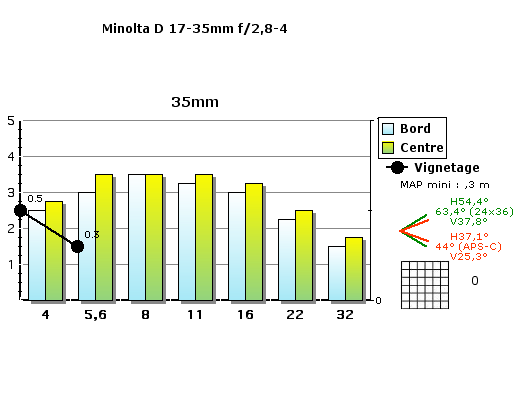 Minolta D 17-35mm f/2,8-4
35mm
5
4
3
2
1
0.5
0.3
4 5,6 8 11 16 22 32
0
Bord
Centre
Vignetage
MAP mini : ,3 m
H54,4°
63,4° (24x36)
V37,8°
H37,1°
44° (APS-C)
V25,3°
0